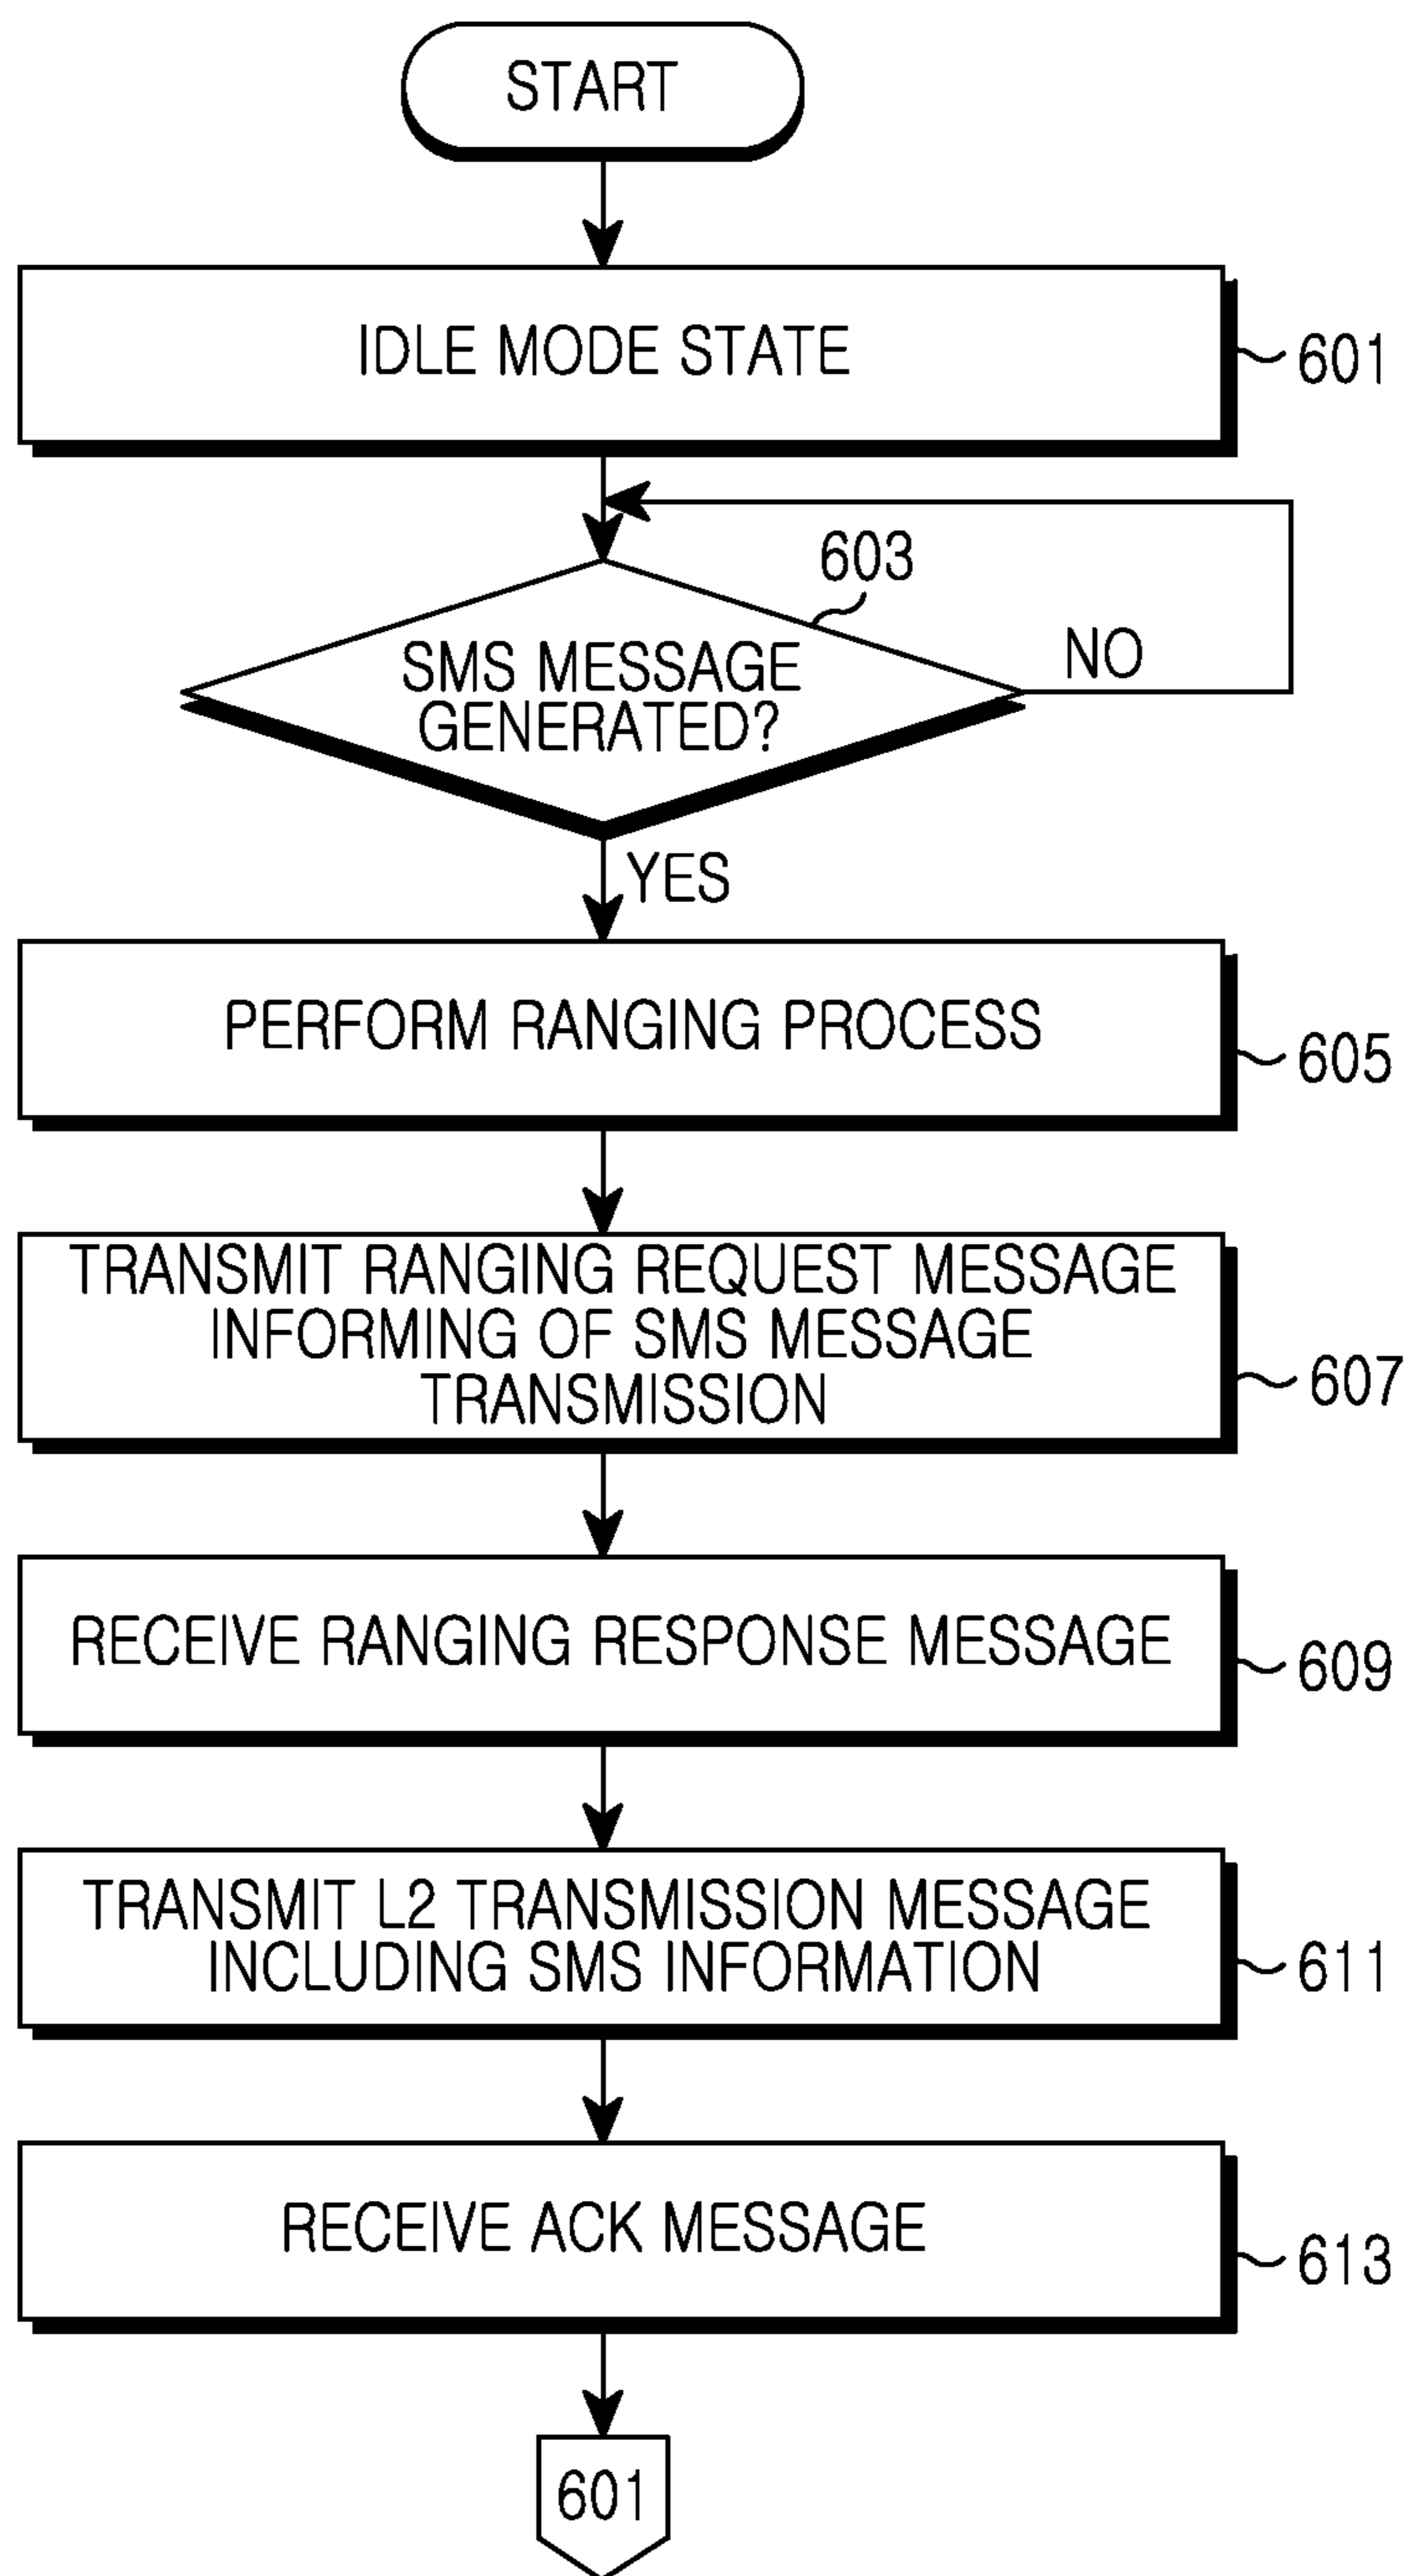 START
IDLE MODE STATE
601
603
SMS MESSAGE
GENERATED?
NO
YES
PERFORM RANGING PROCESS
605
TRANSMIT RANGING REQUEST MESSAGE
INFORMING OF SMS MESSAGE
TRANSMISSION
607
RECEIVE RANGING RESPONSE MESSAGE
609
TRANSMIT L2 TRANSMISSION MESSAGE
INCLUDING SMS INFORMATION
611
RECEIVE ACK MESSAGE
613
601